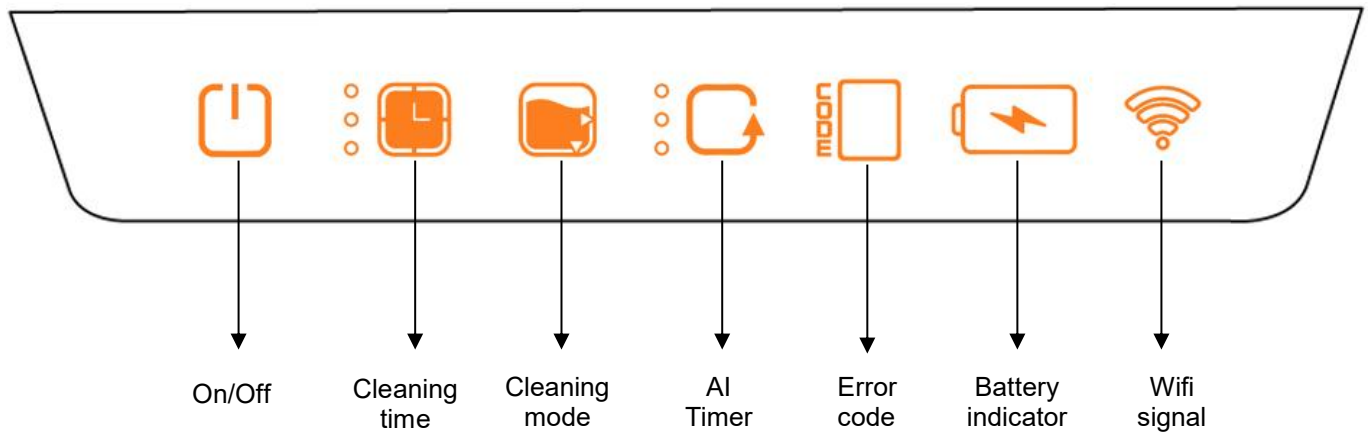 CODE
On/Off
Cleaning
time
Cleaning
mode
AI
Timer
Error
code
Battery
indicator
Wifi
signal